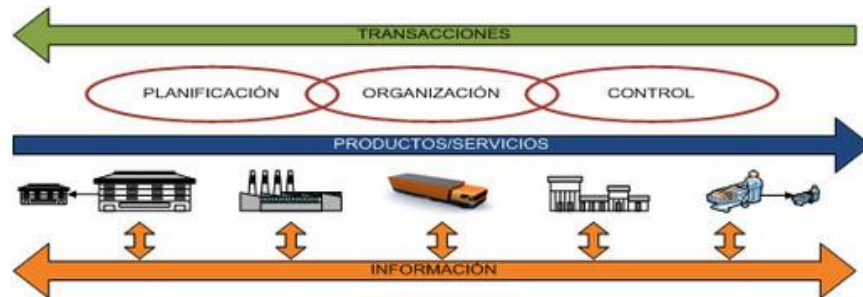 TRANSACCIONES
PLANIFICACIÓN ORGANIZACIÓN CONTROL
PRODUCTOS/SERVICIOS
INFORMACIÓN